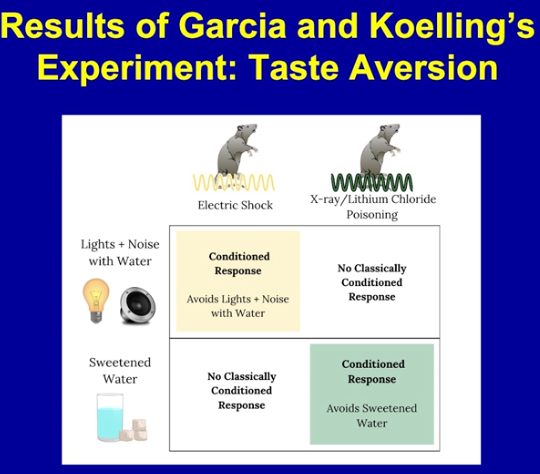 Results of Garcia and Koelling's
Experiment: Taste Aversion
Electric Shock
X-ray/Lithium Chloride
Poisoning
Lights + Noise
with Water
Conditioned
Response
Avoids Lights + Noise
with Water
No Classically
Conditioned
Response
Sweetened
Water
No Classically
Conditioned
Response
Conditioned
Response
Avoids Sweetened
Water